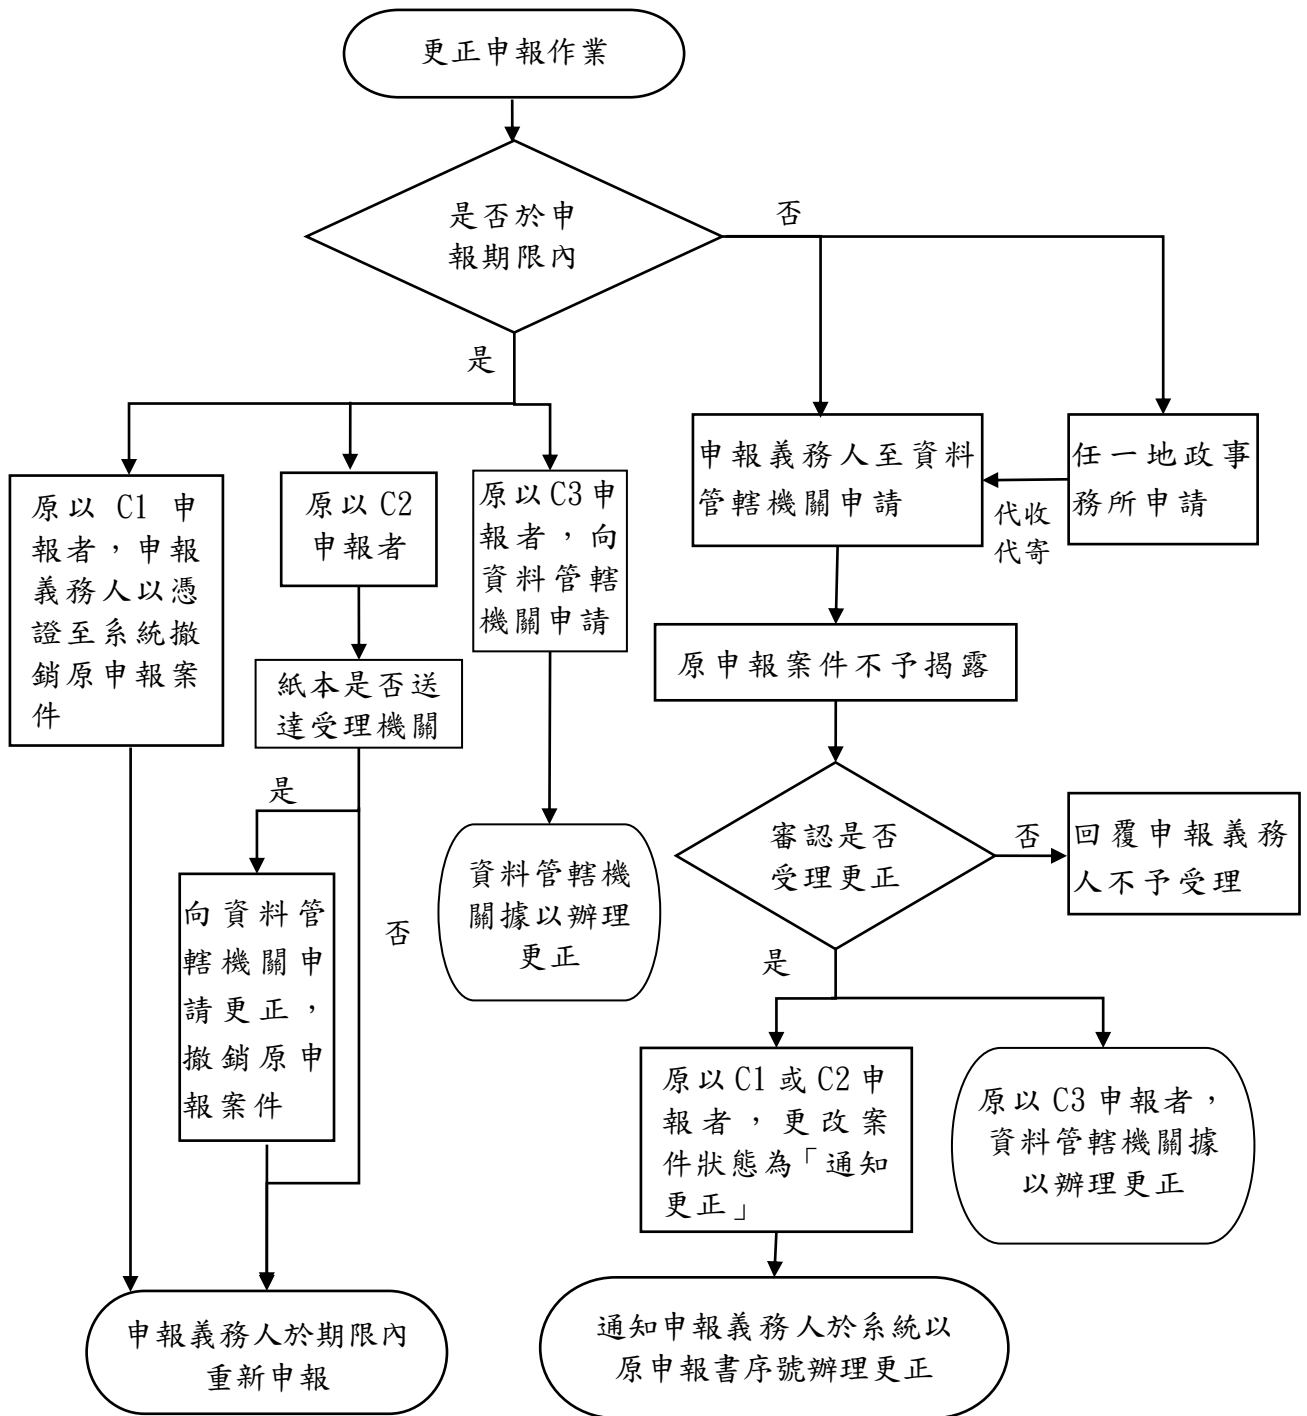 更正申報作業
是否於申
報期限內
否
是
原以 C1 申
報者，申報
義務人以憑
證至系統撤
銷原申報案
件
原以 C2
申報者
原以 C3 申
報者，向
資料管轄
機關申請
申報義務人至資料
管轄機關申請
任一地政事
務所申請
代收
代寄
紙本是否送
達受理機關
原申報案件不予揭露
是
否
向資料管
轄機關申
請更正，
撤銷原申
報案件
資料管轄機
關據以辦理
更正
審認是否
受理更正
否
回覆申報義務
人不予受理
是
原以 C1 或 C2 申
報者，更改案
件狀態為「通知
更正」
原以 C3 申報者，
資料管轄機關據
以辦理更正
申報義務人於期限內
重新申報
通知申報義務人於系統以
原申報書序號辦理更正